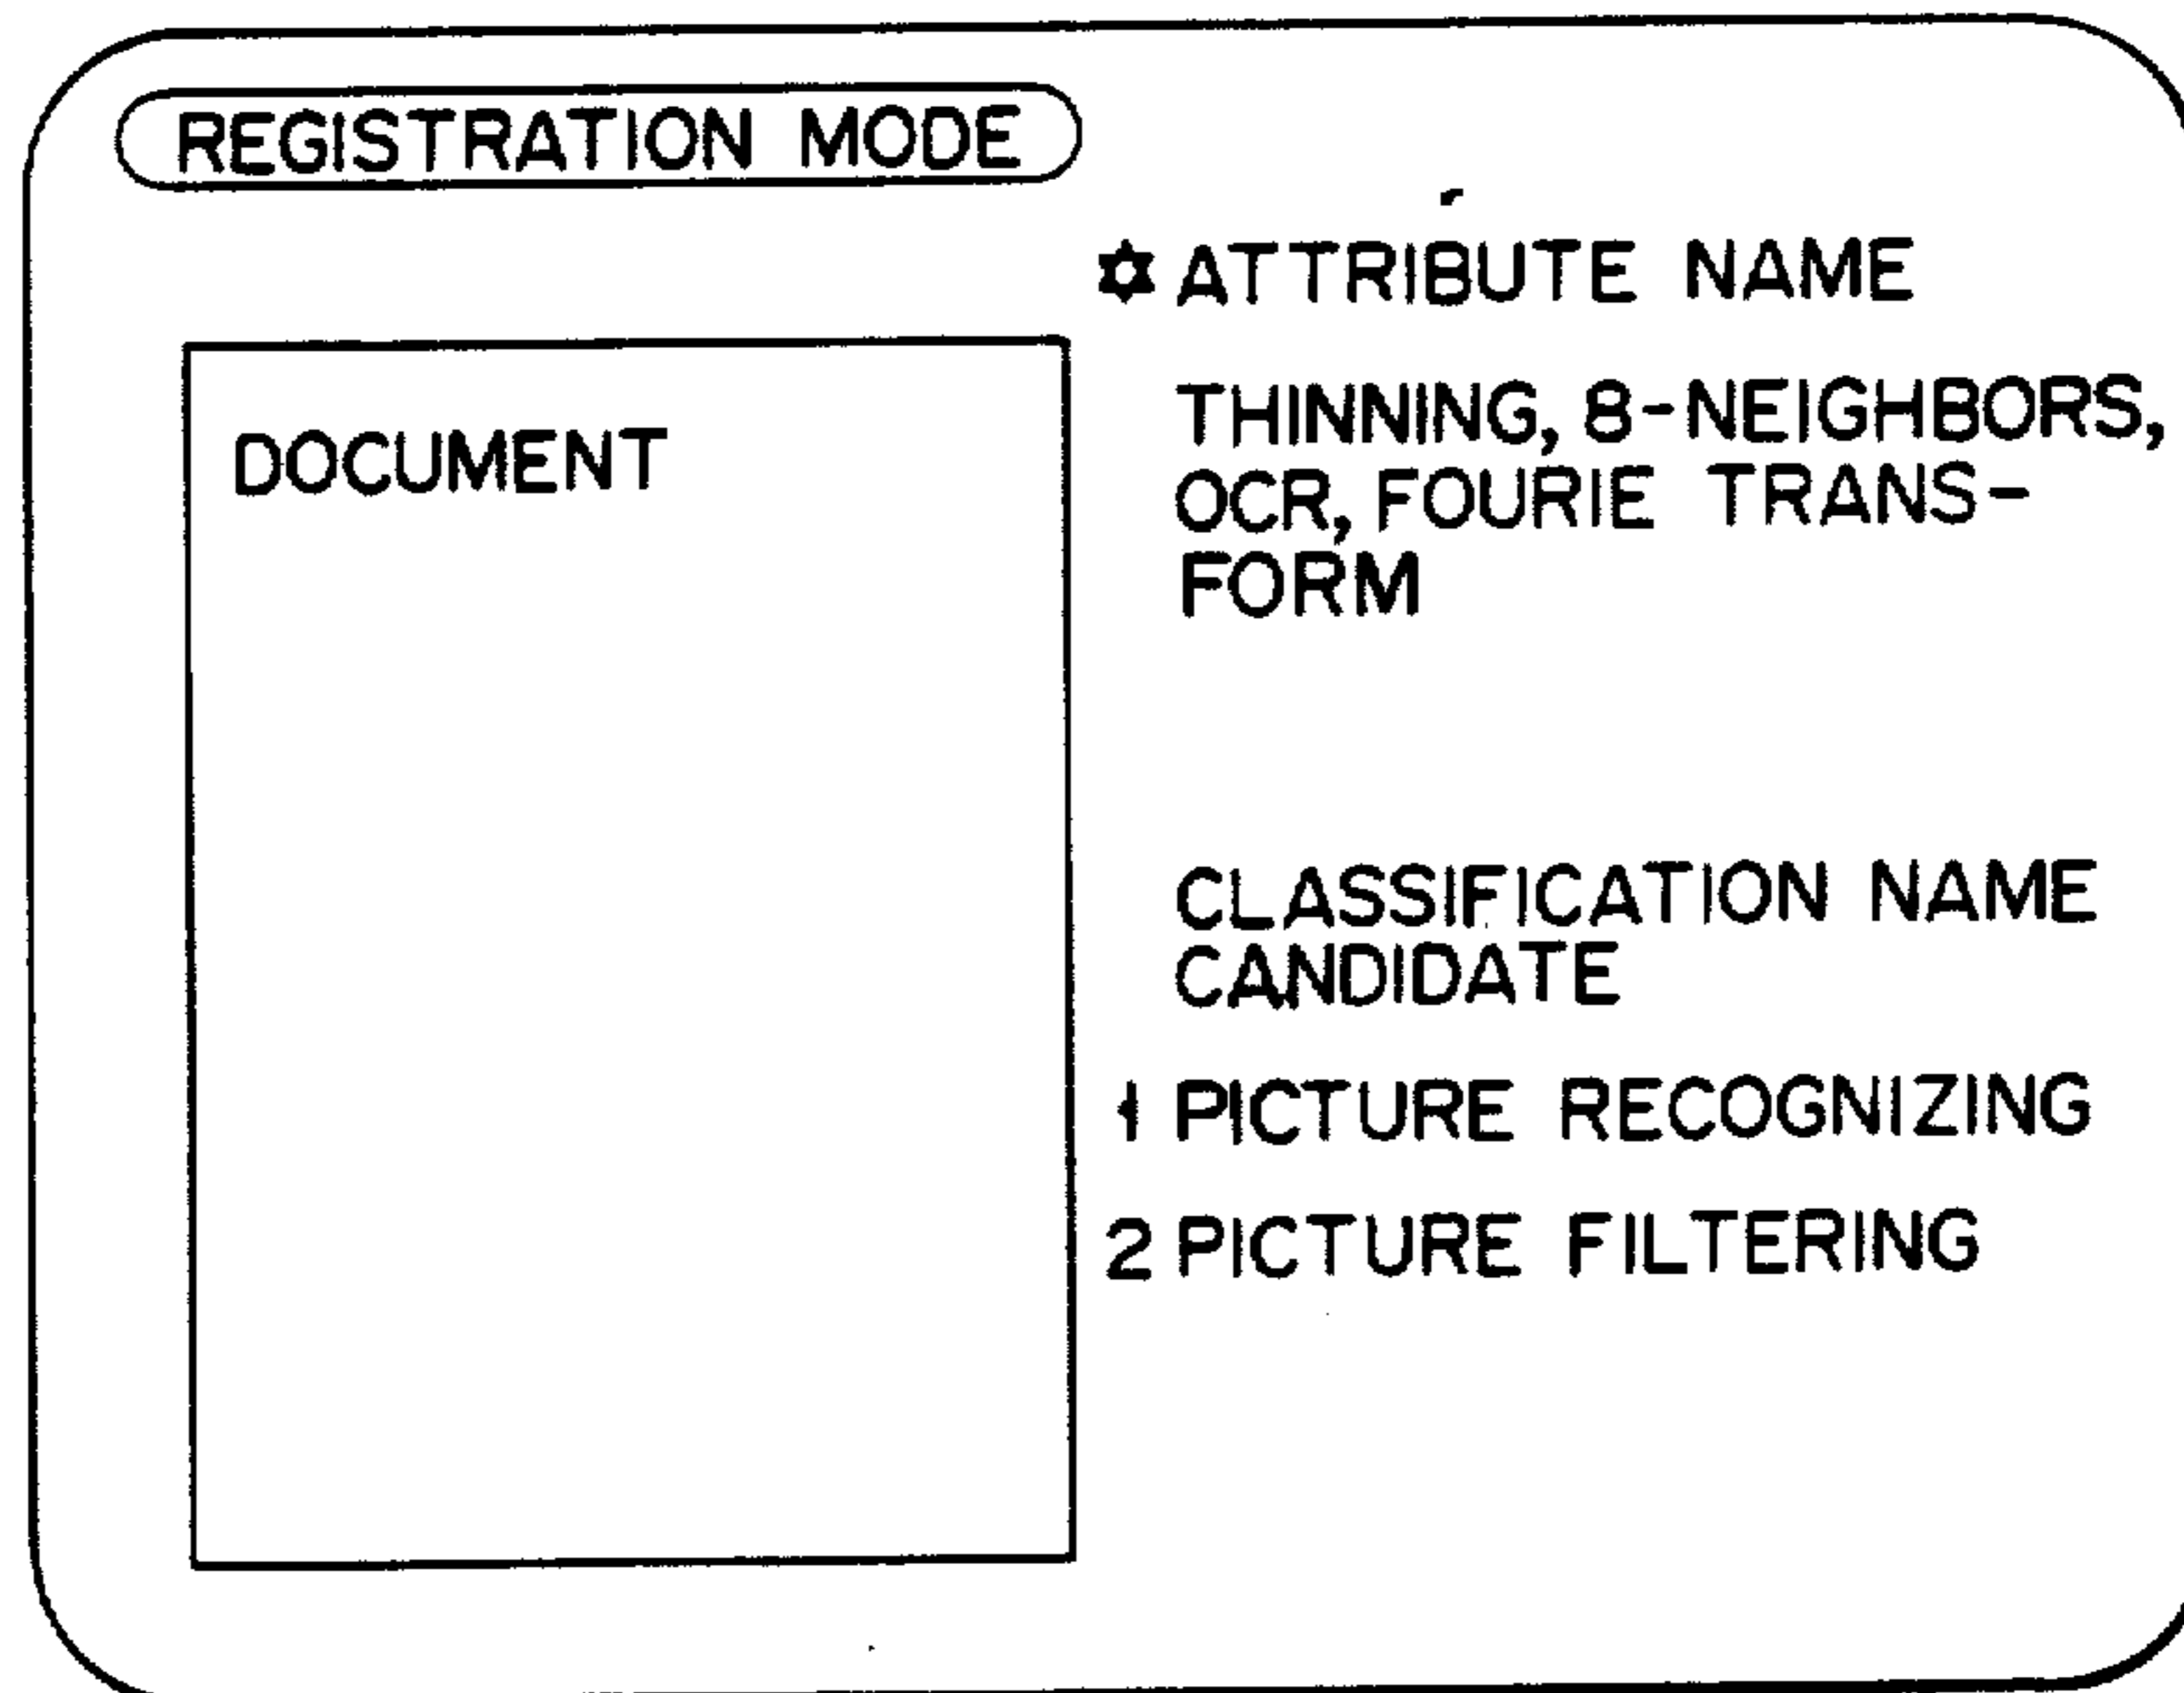 REGISTRATION MODE
✡ ATTRIBUTE NAME
DOCUMENT
THINNING, 8-NEIGHBORS,
OCR, FOURIE TRANS-
FORM
CLASSIFICATION NAME
CANDIDATE
1 PICTURE RECOGNIZING
2 PICTURE FILTERING